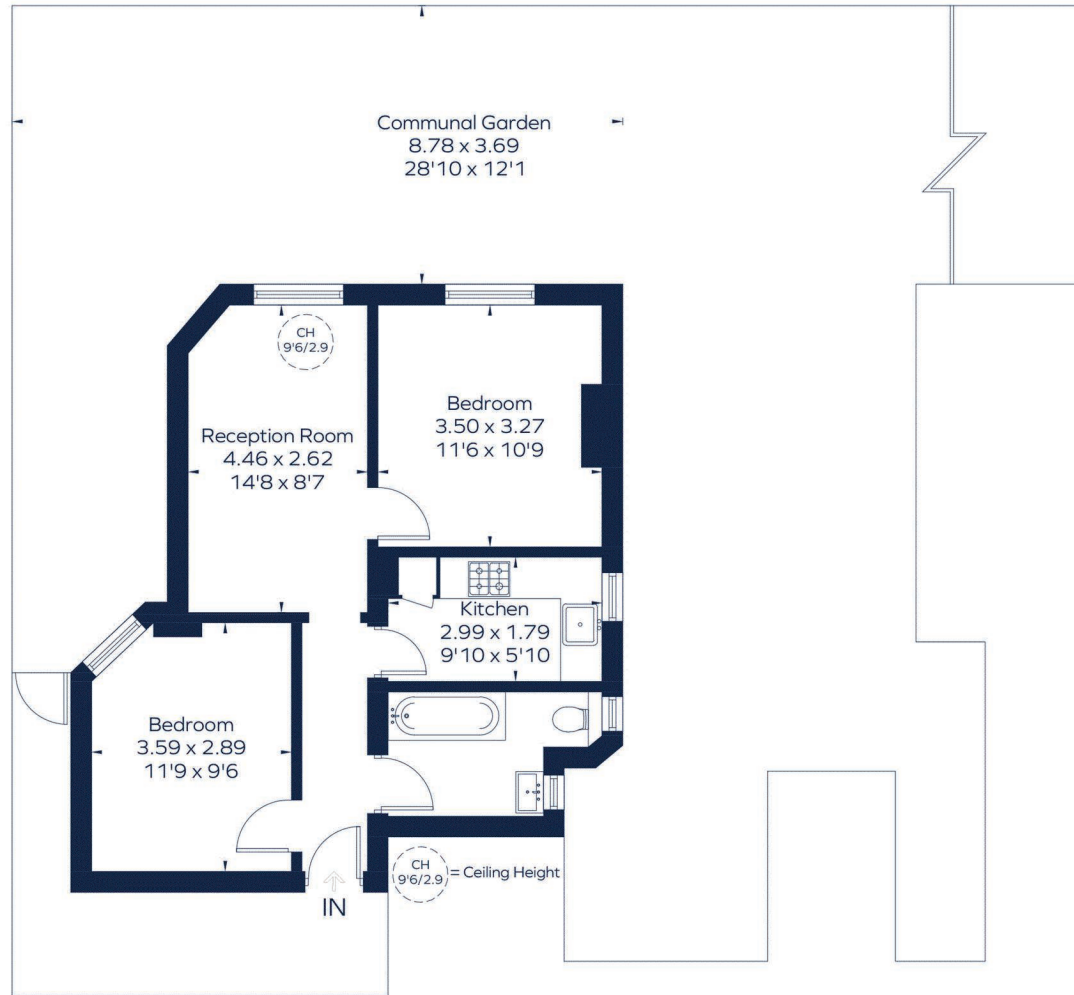 Communal Garden
8.78 x 3.69
28'10 x 12'1
CH
9'6/2.9
Reception Room
4.46 x 2.62
14'8 x 8'7
Bedroom
3.50 x 3.27
11'6 x 10'9
Kitchen
2.99 x 1.79
9'10 x 5'10
Bedroom
3.59 x 2.89
11'9 x 9'6
IN
CH
9'6/2.9
= Ceiling Height